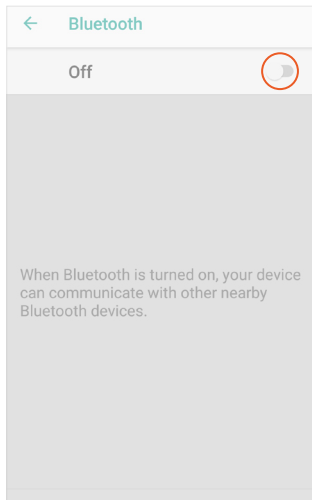 Bluetooth
Off
When Bluetooth is turned on, your device
can communicate with other nearby
Bluetooth devices.